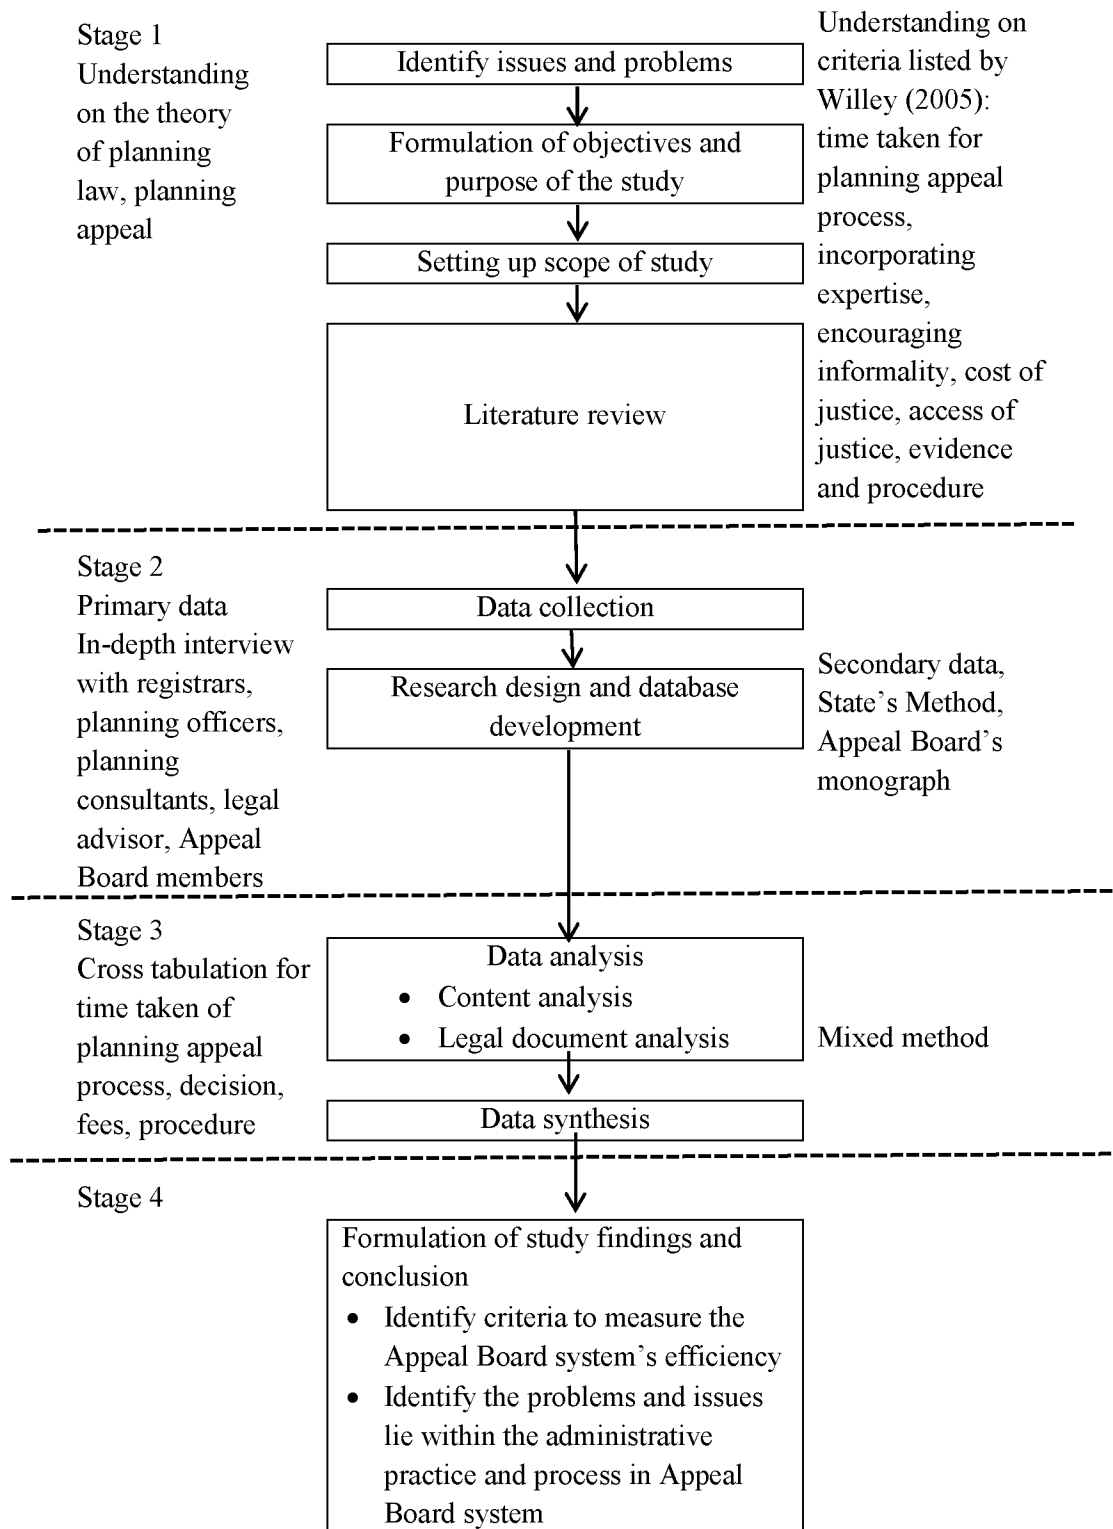 Stage 1
Understanding
on the theory
of planning
law, planning
appeal
Identify issues and problems
Formulation of objectives and
purpose of the study
Setting up scope of study
Literature review
Understanding on
criteria listed by
Willey (2005):
time taken for
planning appeal
process,
incorporating
expertise,
encouraging
informality, cost of
justice, access of
justice, evidence
and procedure
Stage 2
Primary data
In-depth interview
with registrars,
planning officers,
planning
consultants, legal
advisor, Appeal
Board members
Data collection
Research design and database
development
Secondary data,
State’s Method,
Appeal Board’s
monograph
Stage 3
Cross tabulation for
time taken of
planning appeal
process, decision,
fees, procedure
Data analysis
• Content analysis
• Legal document analysis
Data synthesis
Mixed method
Stage 4
Formulation of study findings and
conclusion
• Identify criteria to measure the
Appeal Board system’s efficiency
• Identify the problems and issues
lie within the administrative
practice and process in Appeal
Board system